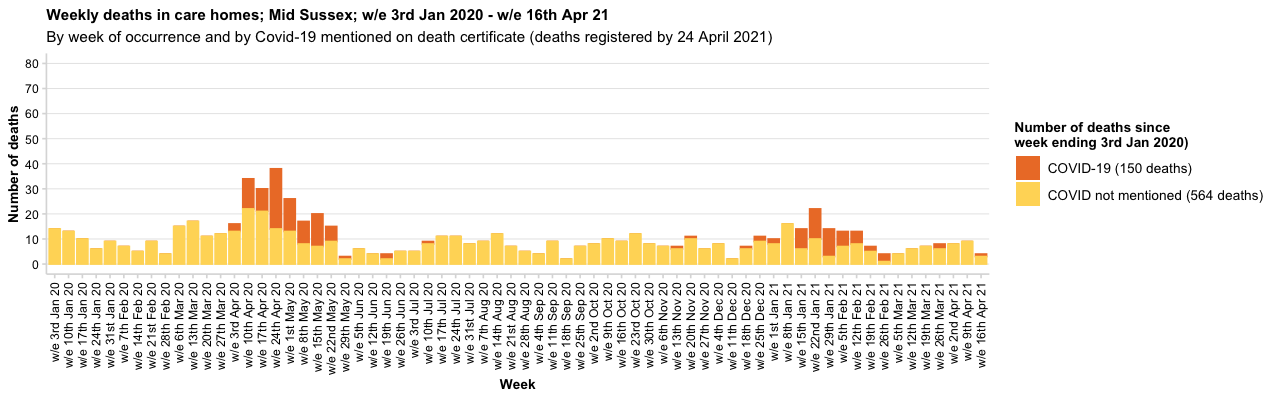 Weekly deaths in care homes; Mid Sussex; w/e 3rd Jan 2020 - w/e 16th Apr 21
By week of occurrence and by Covid-19 mentioned on death certificate (deaths registered by 24 April 2021)
Number of deaths
80
70
60
50
40
30
20
10
0
w/e 3rd Jan 20
w/e 10th Jan 20
w/e 17th Jan 20
w/e 24th Jan 20
w/e 31st Jan 20
w/e 7th Feb 20
w/e 14th Feb 20
w/e 21st Feb 20
w/e 28th Feb 20
w/e 6th Mar 20
w/e 13th Mar 20
w/e 20th Mar 20
w/e 27th Mar 20
w/e 3rd Apr 20
w/e 10th Apr 20
w/e 17th Apr 20
w/e 24th Apr 20
w/e 1st May 20
w/e 8th May 20
w/e 15th May 20
w/e 22nd May 20
w/e 29th May 20
w/e 5th Jun 20
w/e 12th Jun 20
w/e 19th Jun 20
w/e 26th Jun 20
w/e 3rd Jul 20
w/e 10th Jul 20
w/e 17th Jul 20
w/e 24th Jul 20
w/e 31st Jul 20
w/e 7th Aug 20
w/e 14th Aug 20
w/e 21st Aug 20
w/e 28th Aug 20
w/e 4th Sep 20
w/e 11th Sep 20
w/e 18th Sep 20
w/e 25th Sep 20
w/e 2nd Oct 20
w/e 9th Oct 20
w/e 16th Oct 20
w/e 23rd Oct 20
w/e 30th Oct 20
w/e 6th Nov 20
w/e 13th Nov 20
w/e 20th Nov 20
w/e 27th Nov 20
w/e 4th Dec 20
w/e 11th Dec 20
w/e 18th Dec 20
w/e 25th Dec 20
w/e 1st Jan 21
w/e 8th Jan 21
w/e 15th Jan 21
w/e 22nd Jan 21
w/e 29th Jan 21
w/e 5th Feb 21
w/e 12th Feb 21
w/e 19th Feb 21
w/e 26th Feb 21
w/e 5th Mar 21
w/e 12th Mar 21
w/e 19th Mar 21
w/e 26th Mar 21
w/e 2nd Apr 21
w/e 9th Apr 21
w/e 16th Apr 21
Week
Number of deaths since
week ending 3rd Jan 2020)
COVID-19 (150 deaths)
COVID not mentioned (564 deaths)